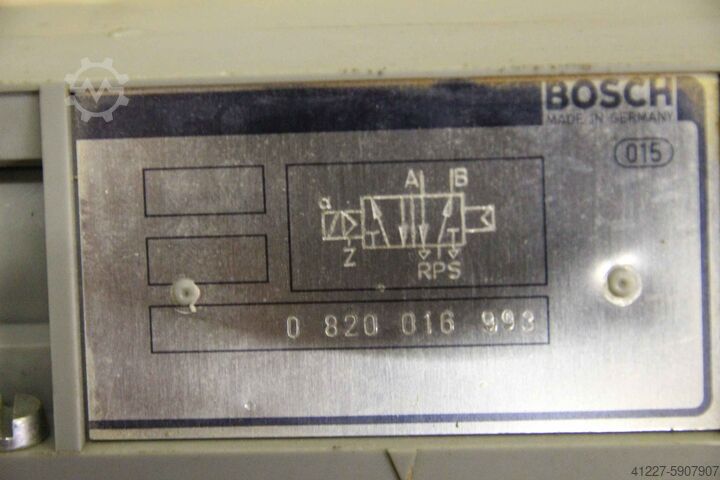 BOSCH
MADE IN GERMANY
015
A B
a
Z
RPS
0 820 016 993
41227-5907907